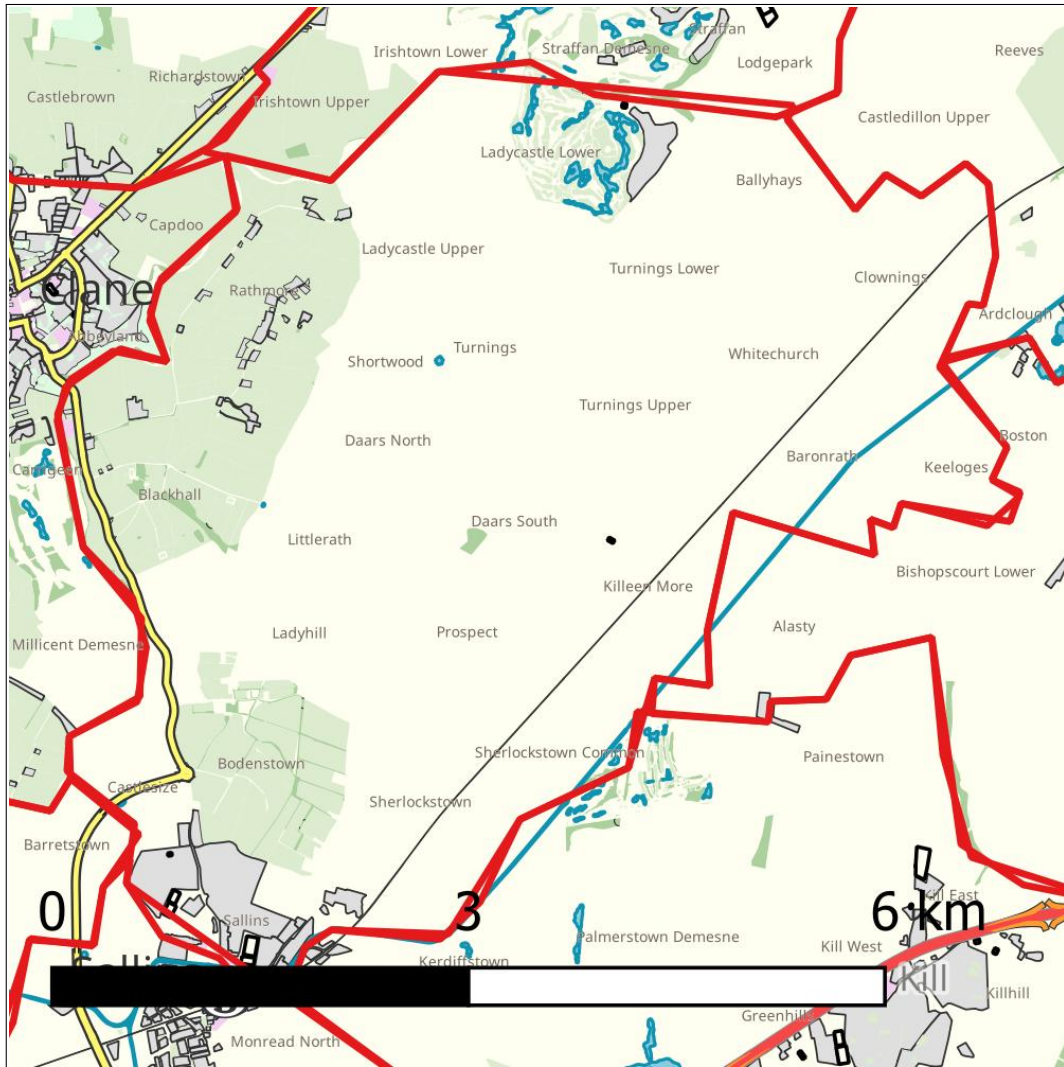 Straffan
Irishtown Lower
Straffan Demesne
Reeves
Lodgepark
Richardstown
Castlebrown
Irishtown Upper
Castledillon Upper
Ladycastle Lower
Ballyhays
Capdoo
Ladycastle Upper
Turnings Lower
Clownings
Clane
Rathmore
Ardclough
Abbeyland
Turnings
Whitechurch
Shortwood
Turnings Upper
Daars North
Boston
Baronrath
Keeloges
Carrigeen
Blackhall
Daars South
Littlerath
Bishopscourt Lower
Killeen More
Alasty
Ladyhill
Prospect
Millicent Demesne
Sherlockstown Common
Painestown
Bodenstown
Castlesize
Sherlockstown
Barretstown
Kill East
0
3
6 km
Sallins
Palmerstown Demesne
Kill West
Kerdiffstown
Sallins
Kill
Killhill
Greenhills
Monread North